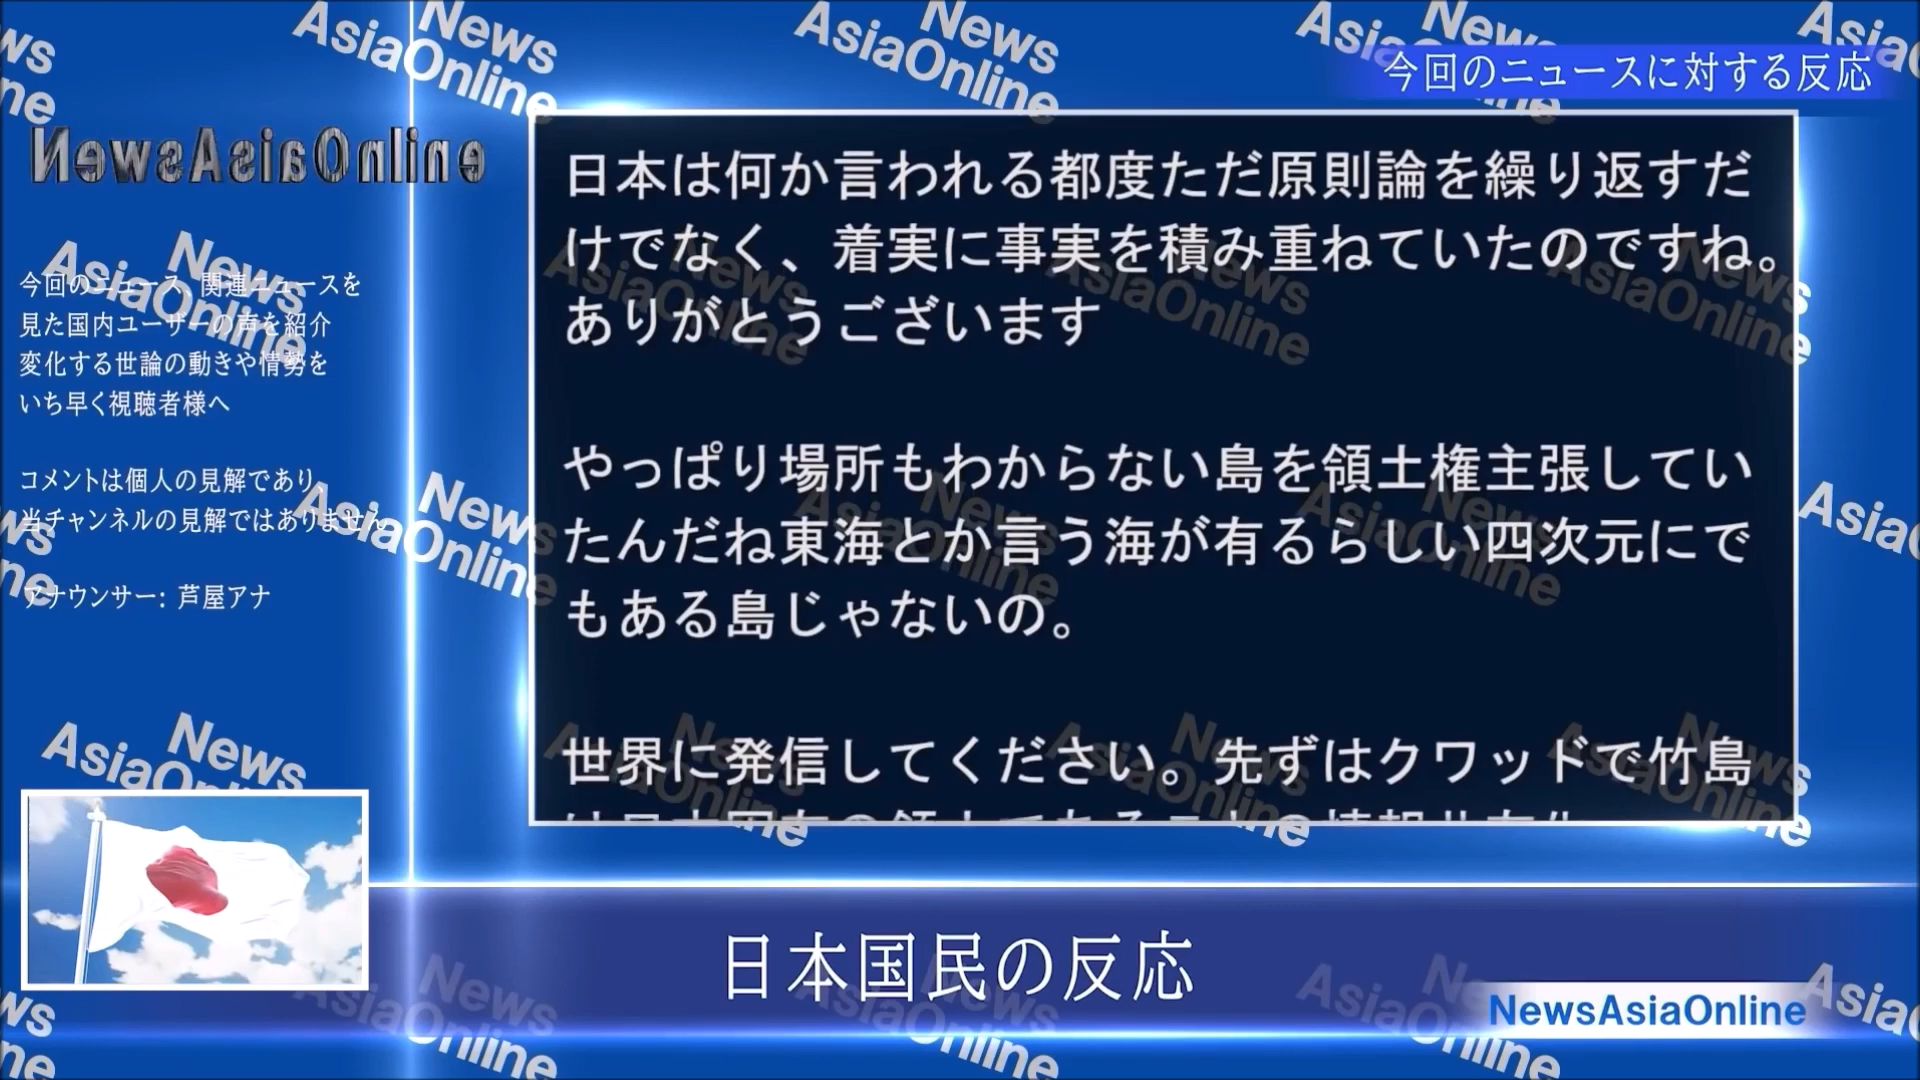 今回のニュースに対する反応
NewsAsiaOnline
今回のニュース、関連ニュースを
見た国内ユーザーの声を紹介
変化する世論の動きや情勢を
いち早く視聴者様へ
コメントは個人の見解であり、
当チャンネルの見解ではありません
アナウンサー: 芦屋アナ
日本は何か言われる都度ただ原則論を繰り返すだ
けでなく、着実に事実を積み重ねていたのですね。
ありがとうございます
やっぱり場所もわからない島を領土権主張してい
たんだね東海とか言う海が有るらしい四次元にで
もある島じゃないの。
世界に発信してください。先ずはクワッドで竹島
日本国民の反応
NewsAsiaOnline
News
AsiaOnline